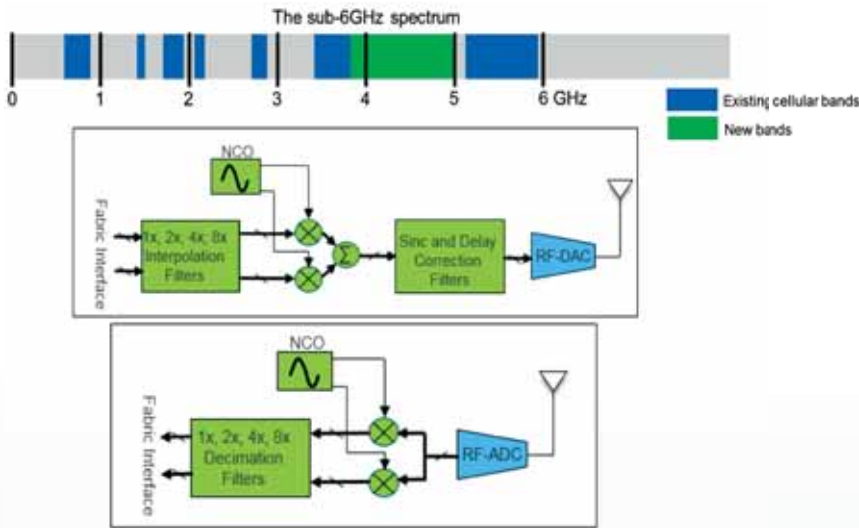 The sub-6GHz spectrum
0 1 2 3 4 5 6 GHz
Existing cellular bands
New bands
NCO
Fabric Interface
1x, 2x, 4x, 8x
Interpolation
Filters
Σ
Sinc and Delay
Correction
Filters
RF-DAC
NCO
Fabric Interface
1x, 2x, 4x, 8x
Decimation
Filters
RF-ADC